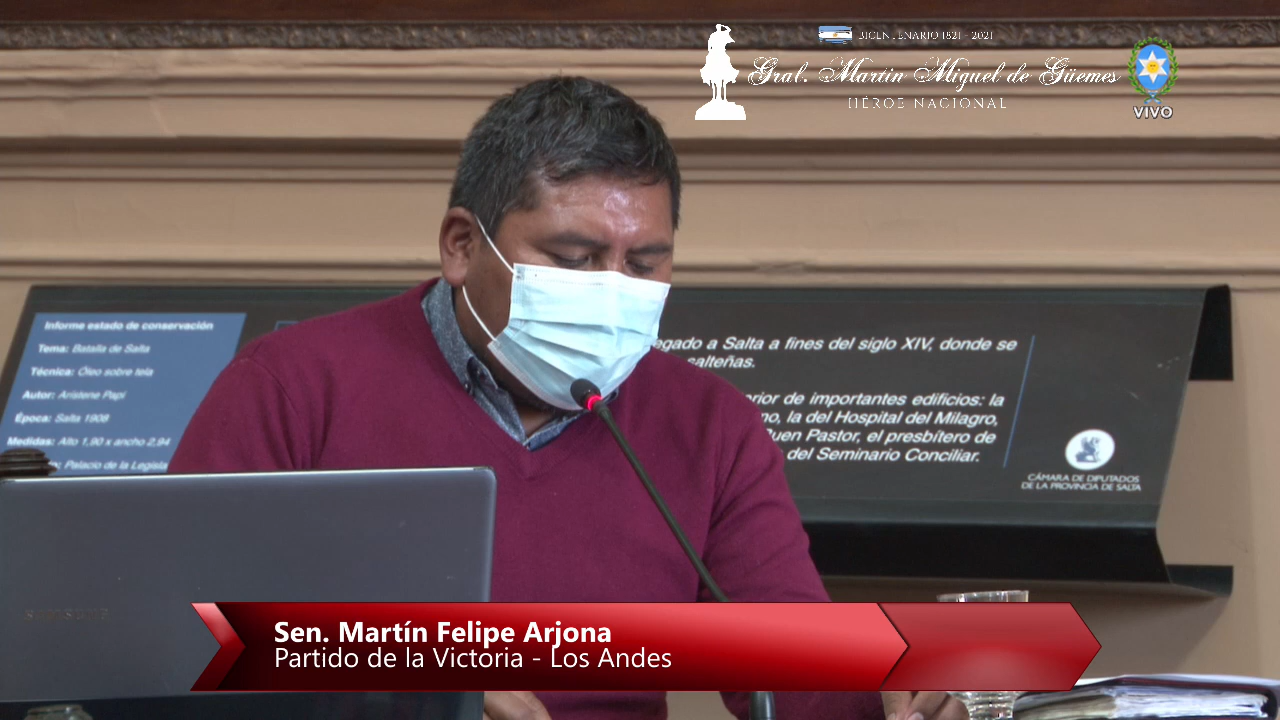 BICENTENARIO 1821 - 2021
Gral. Martín Miguel de Güemes
HÉROE NACIONAL
VIVO
Informe estado de conservación
Tema: Batalla de Salta
Técnica: Óleo sobre tela
Autor: Aristene Papi
Época: Salta 1908
Medidas: Alto 1,90 x ancho 2,94
Palacio de la Legisla
egado a Salta a fines del siglo XIV, donde se
salteñas.
rior de importantes edificios: la
no, la del Hospital del Milagro,
Buen Pastor, el presbítero de
del Seminario Conciliar.
CÁMARA DE DIPUTADOS
DE LA PROVINCIA DE SALTA
Sen. Martín Felipe Arjona
Partido de la Victoria - Los Andes